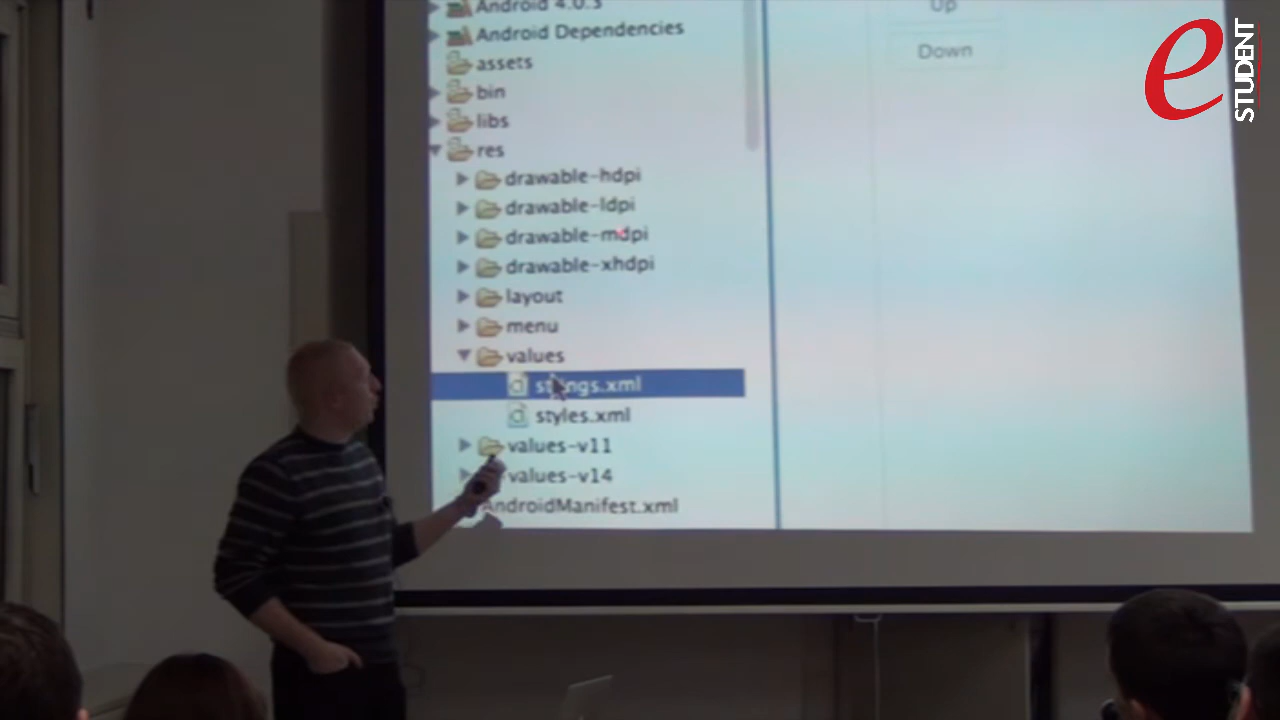 Android 4.0.3
Up
Android Dependencies
Down
assets
bin
libs
res
drawable-hdpi
drawable-ldpi
drawable-mdpi
drawable-xhdpi
layout
menu
values
strings.xml
styles.xml
values-v11
values-v14
AndroidManifest.xml
e STUDENT